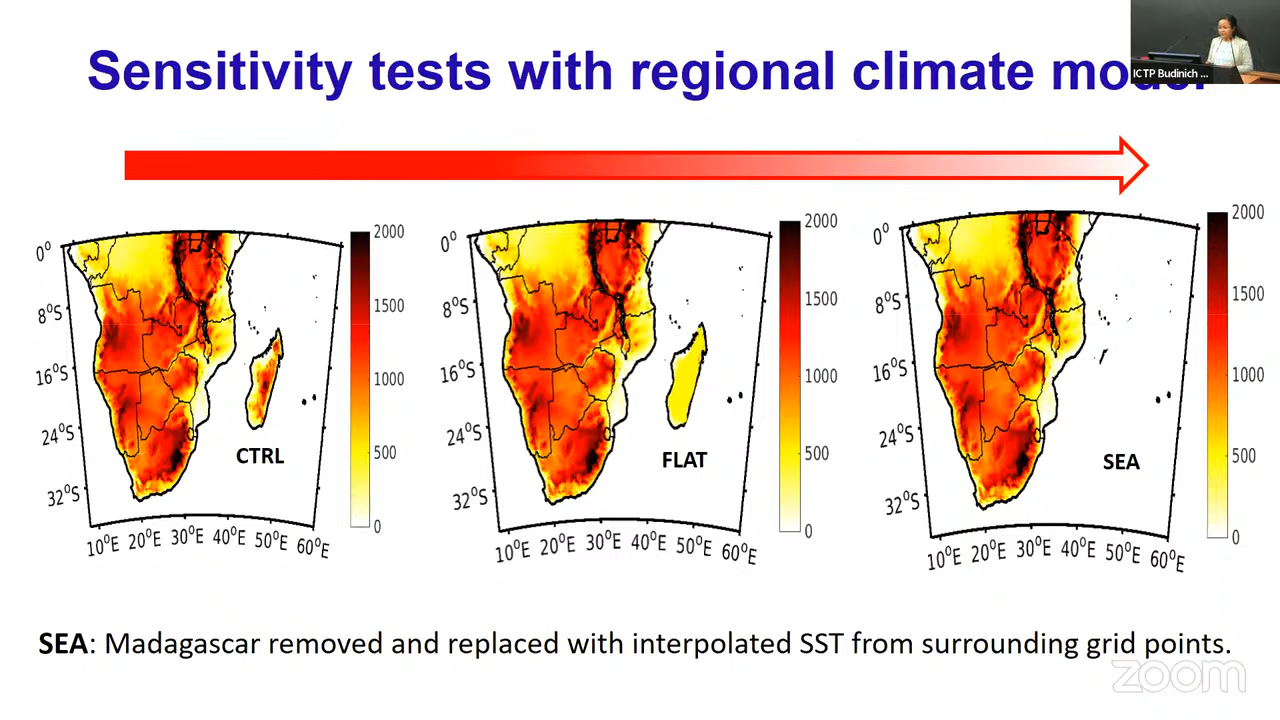 Sensitivity tests with regional climate model
ICTP Budinich ...
2000
1500
1000
500
0
0°
8°S
16°S
24°S
32°S
10°E 20°E 30°E 40°E 50°E 60°E
CTRL
2000
1500
1000
500
0
0°
8°S
16°S
24°S
32°S
10°E 20°E 30°E 40°E 50°E 60°E
FLAT
2000
1500
1000
500
0
0°
8°S
16°S
24°S
32°S
10°E 20°E 30°E 40°E 50°E 60°E
SEA
SEA: Madagascar removed and replaced with interpolated SST from surrounding grid points.
zoom